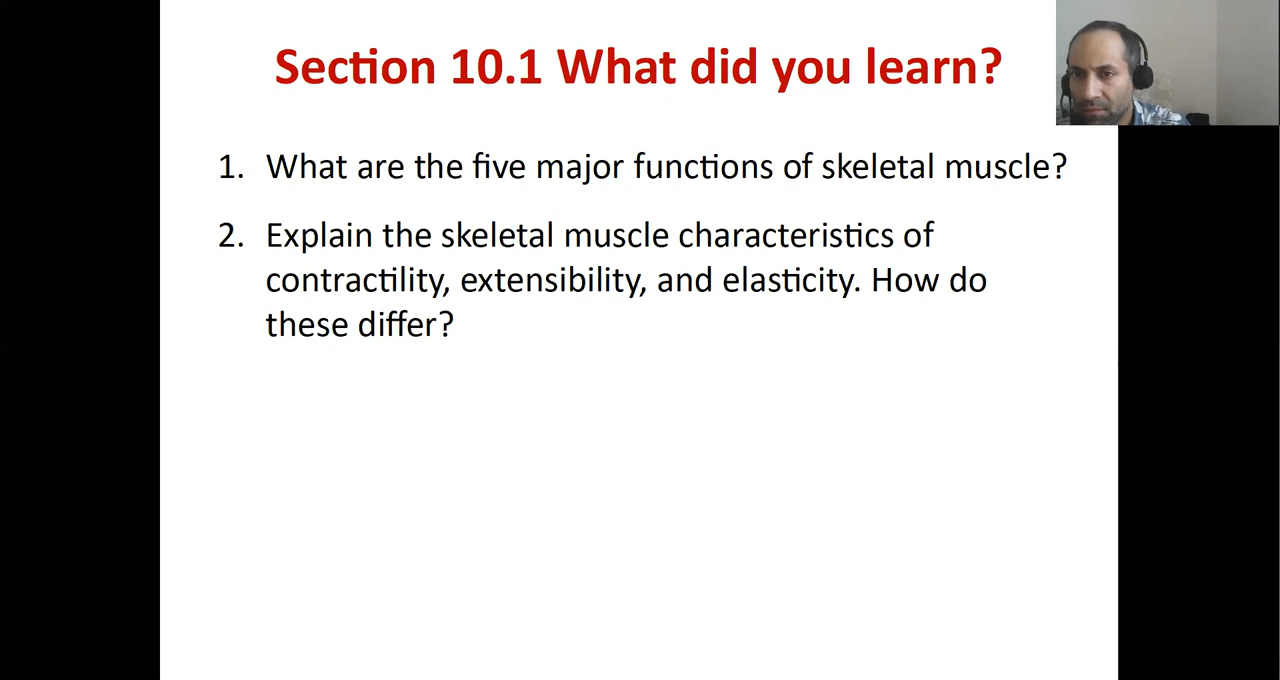 Section 10.1 What did you learn?
1. What are the five major functions of skeletal muscle?
2. Explain the skeletal muscle characteristics of
contractility, extensibility, and elasticity. How do
these differ?